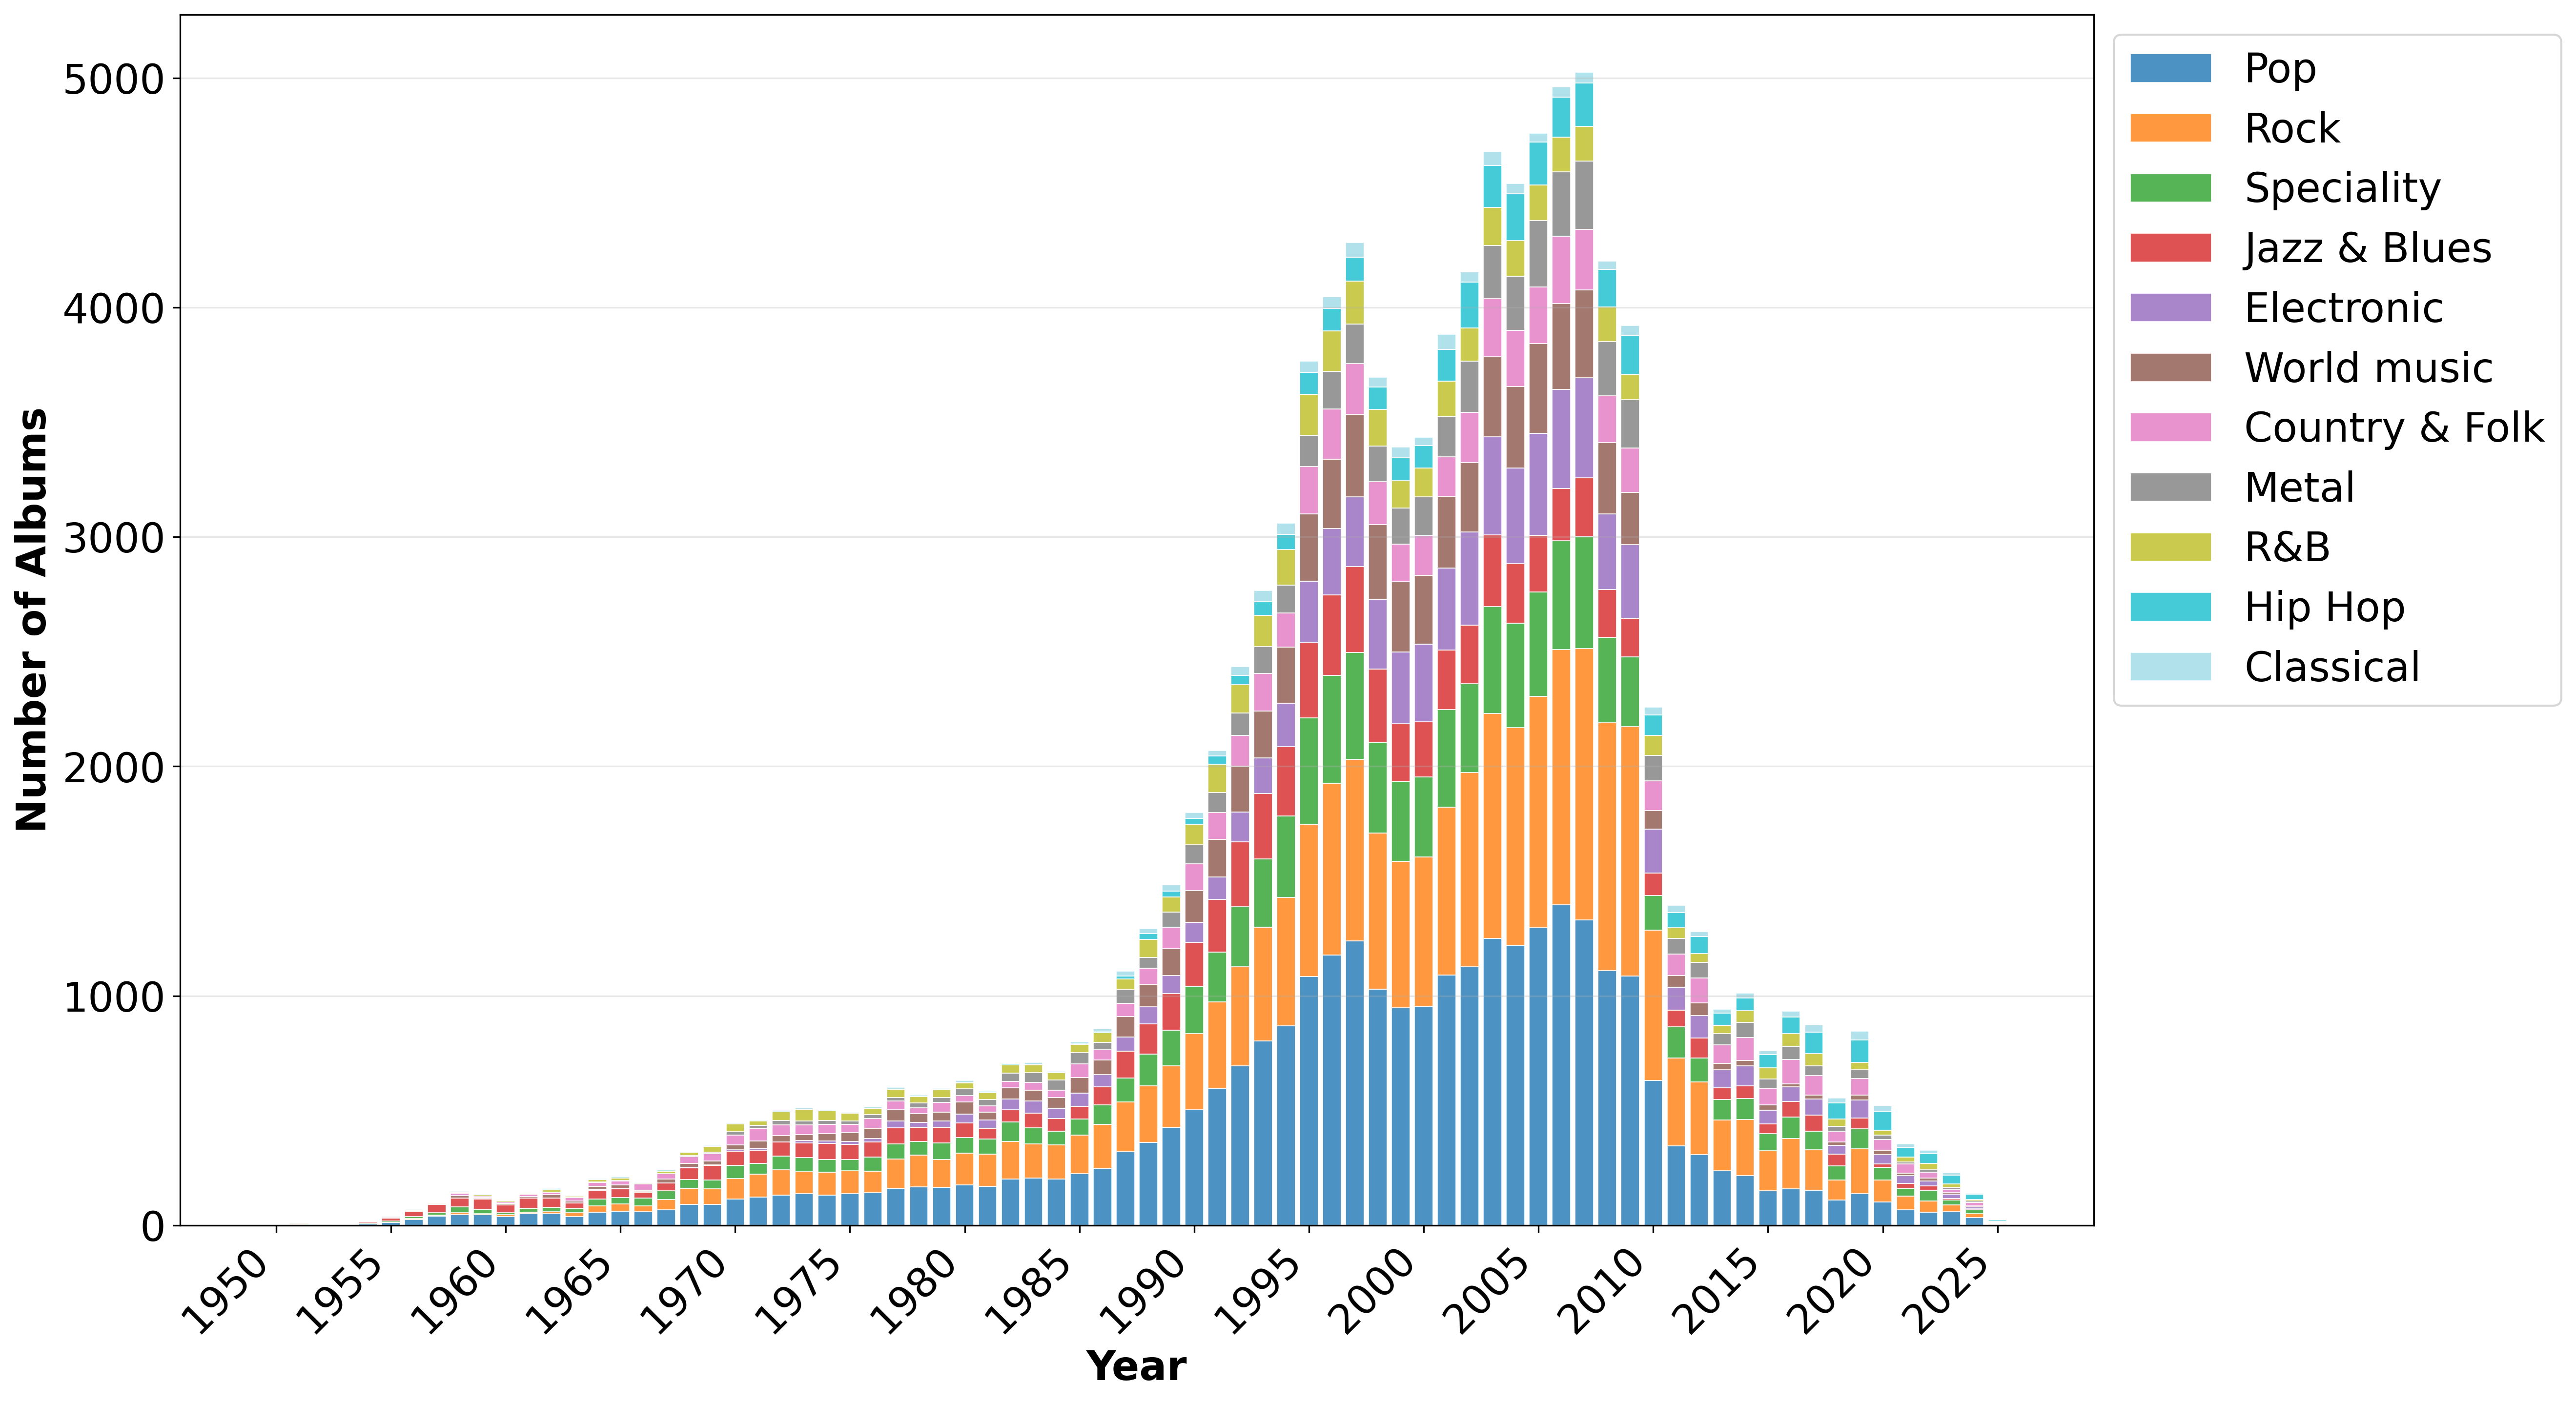 Number of Albums
5000
4000
3000
2000
1000
0
1950
1955
1960
1965
1970
1975
1980
1985
1990
1995
2000
2005
2010
2015
2020
2025
Year
Pop
Rock
Speciality
Jazz & Blues
Electronic
World music
Country & Folk
Metal
R&B
Hip Hop
Classical